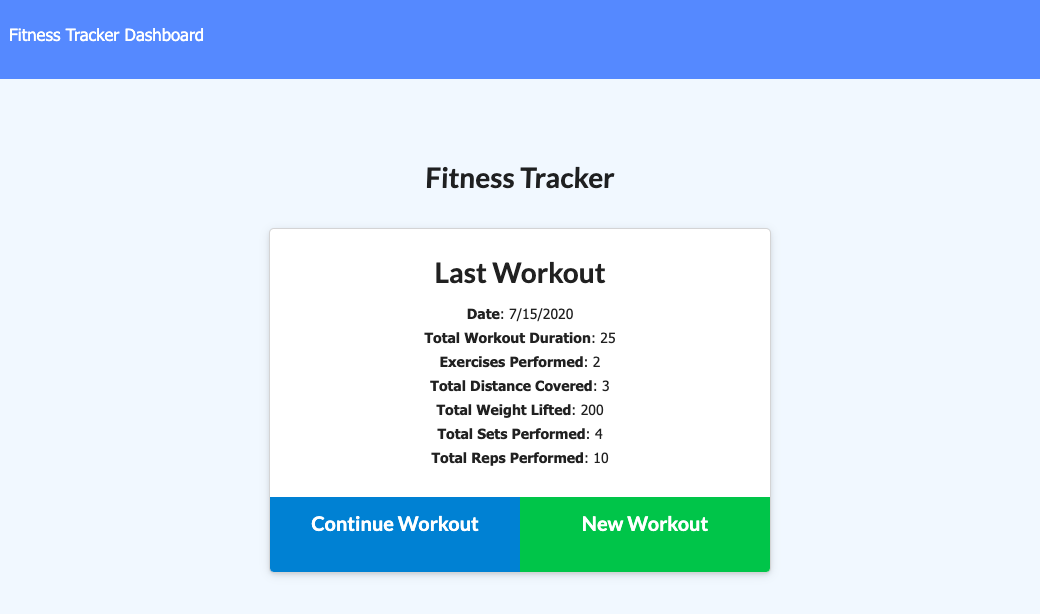 Fitness Tracker Dashboard
Fitness Tracker
Last Workout
Date: 7/15/2020
Total Workout Duration: 25
Exercises Performed: 2
Total Distance Covered: 3
Total Weight Lifted: 200
Total Sets Performed: 4
Total Reps Performed: 10
Continue Workout New Workout